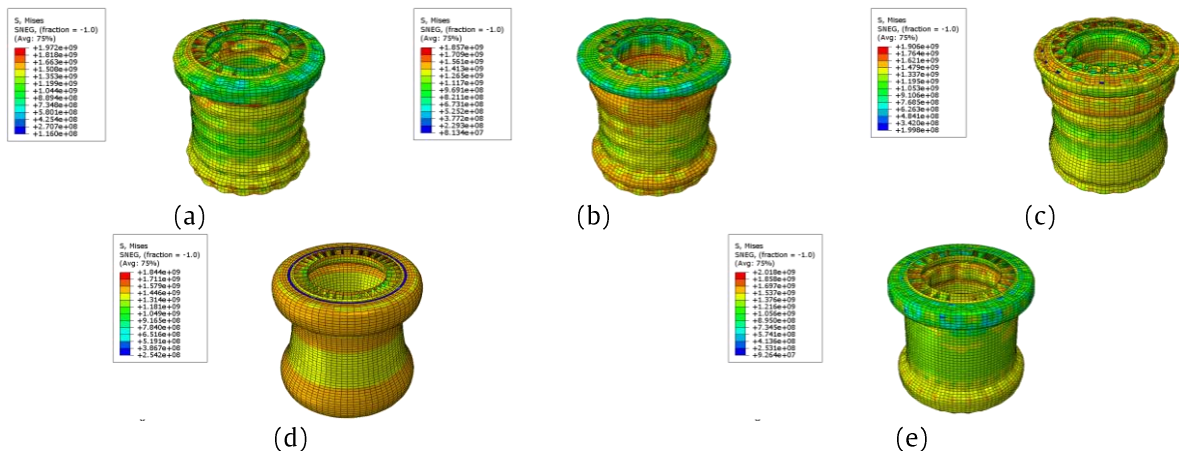 S, Mises
SNEG, (fraction = -1.0)
(Avg: 75%)
+1.972e+09
+1.818e+09
+1.663e+09
+1.508e+09
+1.353e+09
+1.199e+09
+1.044e+09
+8.894e+08
+7.348e+08
+5.801e+08
+4.254e+08
+2.707e+08
+1.160e+08
(a)
S, Mises
SNEG, (fraction = -1.0)
(Avg: 75%)
+1.857e+09
+1.709e+09
+1.561e+09
+1.413e+09
+1.265e+09
+1.117e+09
+9.691e+08
+8.211e+08
+6.731e+08
+5.252e+08
+3.772e+08
+2.293e+08
+8.134e+07
(b)
S, Mises
SNEG, (fraction = -1.0)
(Avg: 75%)
+1.906e+09
+1.764e+09
+1.621e+09
+1.479e+09
+1.337e+09
+1.195e+09
+1.053e+09
+9.106e+08
+7.685e+08
+6.263e+08
+4.841e+08
+3.420e+08
+1.998e+08
(c)
S, Mises
SNEG, (fraction = -1.0)
(Avg: 75%)
+1.844e+09
+1.711e+09
+1.579e+09
+1.446e+09
+1.314e+09
+1.181e+09
+1.049e+09
+9.165e+08
+7.840e+08
+6.516e+08
+5.191e+08
+3.867e+08
+2.542e+08
(d)
S, Mises
SNEG, (fraction = -1.0)
(Avg: 75%)
+2.018e+09
+1.858e+09
+1.697e+09
+1.537e+09
+1.376e+09
+1.216e+09
+1.056e+09
+8.950e+08
+7.345e+08
+5.741e+08
+4.136e+08
+2.531e+08
+9.264e+07
(e)